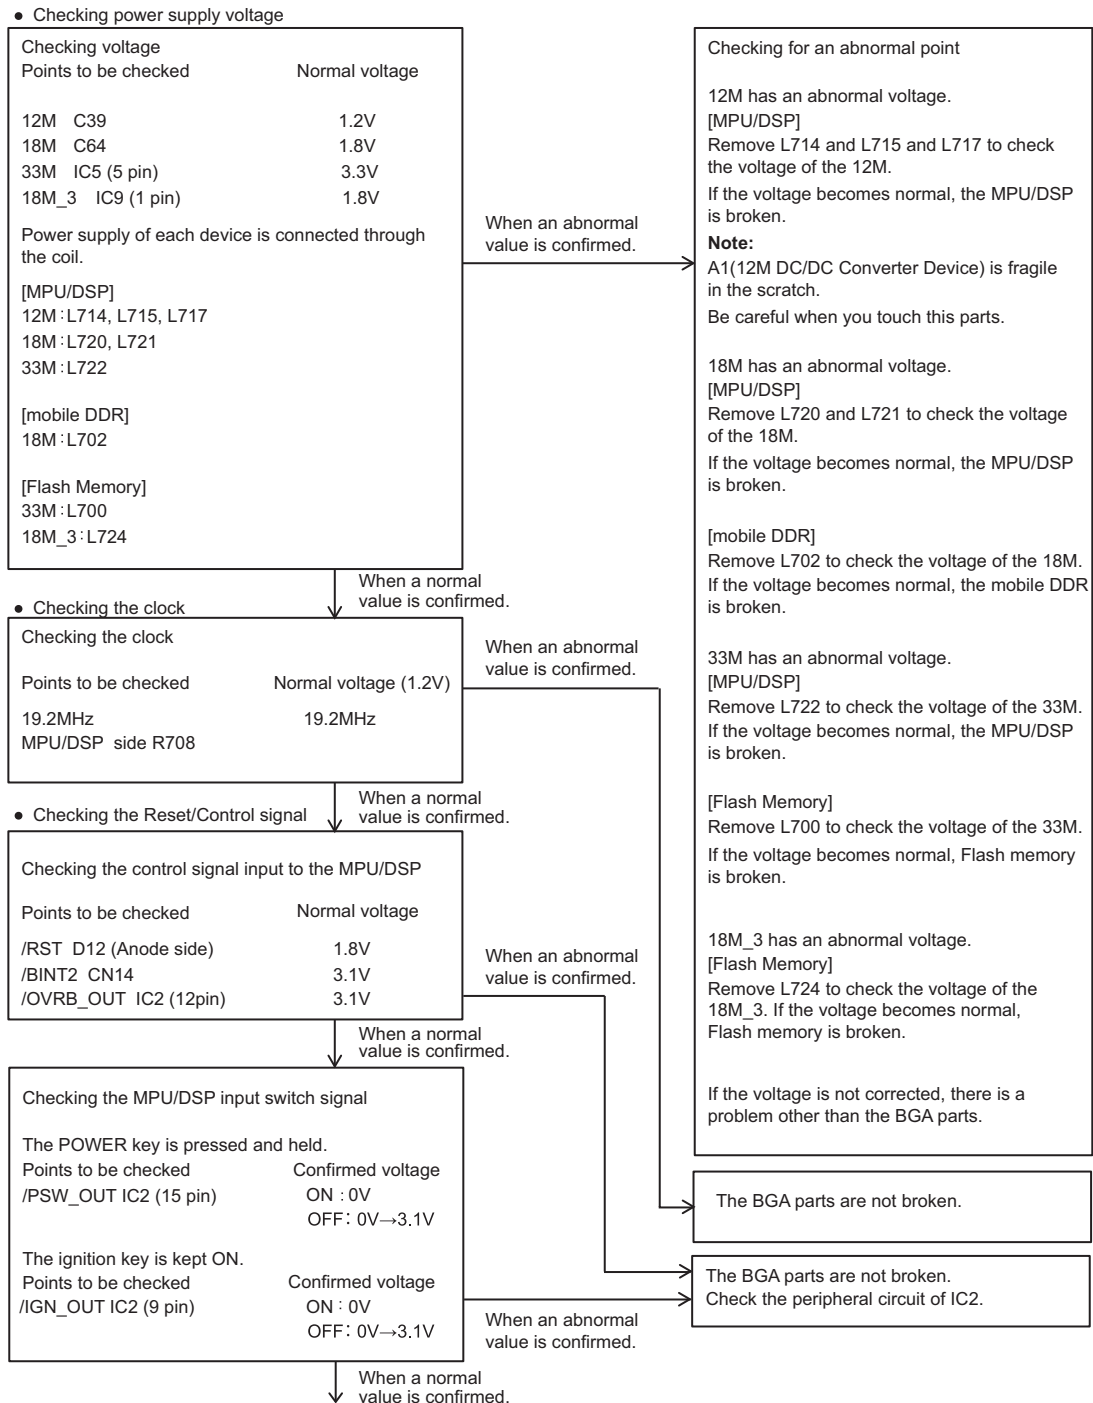 ● Checking power supply voltage
Checking voltage
Points to be checked Normal voltage
12M C39 1.2V
18M C64 1.8V
33M IC5 (5 pin) 3.3V
18M_3 IC9 (1 pin) 1.8V
Power supply of each device is connected through
the coil.
[MPU/DSP]
12M : L714, L715, L717
18M : L720, L721
33M : L722
[mobile DDR]
18M : L702
[Flash Memory]
33M : L700
18M_3 : L724
When an abnormal
value is confirmed.
Checking for an abnormal point
12M has an abnormal voltage.
[MPU/DSP]
Remove L714 and L715 and L717 to check
the voltage of the 12M.
If the voltage becomes normal, the MPU/DSP
is broken.
Note:
A1(12M DC/DC Converter Device) is fragile
in the scratch.
Be careful when you touch this parts.
18M has an abnormal voltage.
[MPU/DSP]
Remove L720 and L721 to check the voltage
of the 18M.
If the voltage becomes normal, the MPU/DSP
is broken.
[mobile DDR]
Remove L702 to check the voltage of the 18M.
If the voltage becomes normal, the mobile DDR
is broken.
33M has an abnormal voltage.
[MPU/DSP]
Remove L722 to check the voltage of the 33M.
If the voltage becomes normal, the MPU/DSP
is broken.
[Flash Memory]
Remove L700 to check the voltage of the 33M.
If the voltage becomes normal, Flash memory
is broken.
18M_3 has an abnormal voltage.
[Flash Memory]
Remove L724 to check the voltage of the
18M_3. If the voltage becomes normal,
Flash memory is broken.
If the voltage is not corrected, there is a
problem other than the BGA parts.
When a normal
value is confirmed.
● Checking the clock
Checking the clock
Points to be checked Normal voltage (1.2V)
19.2MHz 19.2MHz
MPU/DSP side R708
When an abnormal
value is confirmed.
When a normal
value is confirmed.
● Checking the Reset/Control signal
Checking the control signal input to the MPU/DSP
Points to be checked Normal voltage
/RST D12 (Anode side) 1.8V
/BINT2 CN14 3.1V
/OVRB_OUT IC2 (12pin) 3.1V
When an abnormal
value is confirmed.
When a normal
value is confirmed.
Checking the MPU/DSP input switch signal
The POWER key is pressed and held.
Points to be checked Confirmed voltage
/PSW_OUT IC2 (15 pin) ON : 0V
OFF : 0V→3.1V
The ignition key is kept ON.
Points to be checked Confirmed voltage
/IGN_OUT IC2 (9 pin) ON : 0V
OFF : 0V→3.1V
When an abnormal
value is confirmed.
The BGA parts are not broken.
The BGA parts are not broken.
Check the peripheral circuit of IC2.
When a normal
value is confirmed.